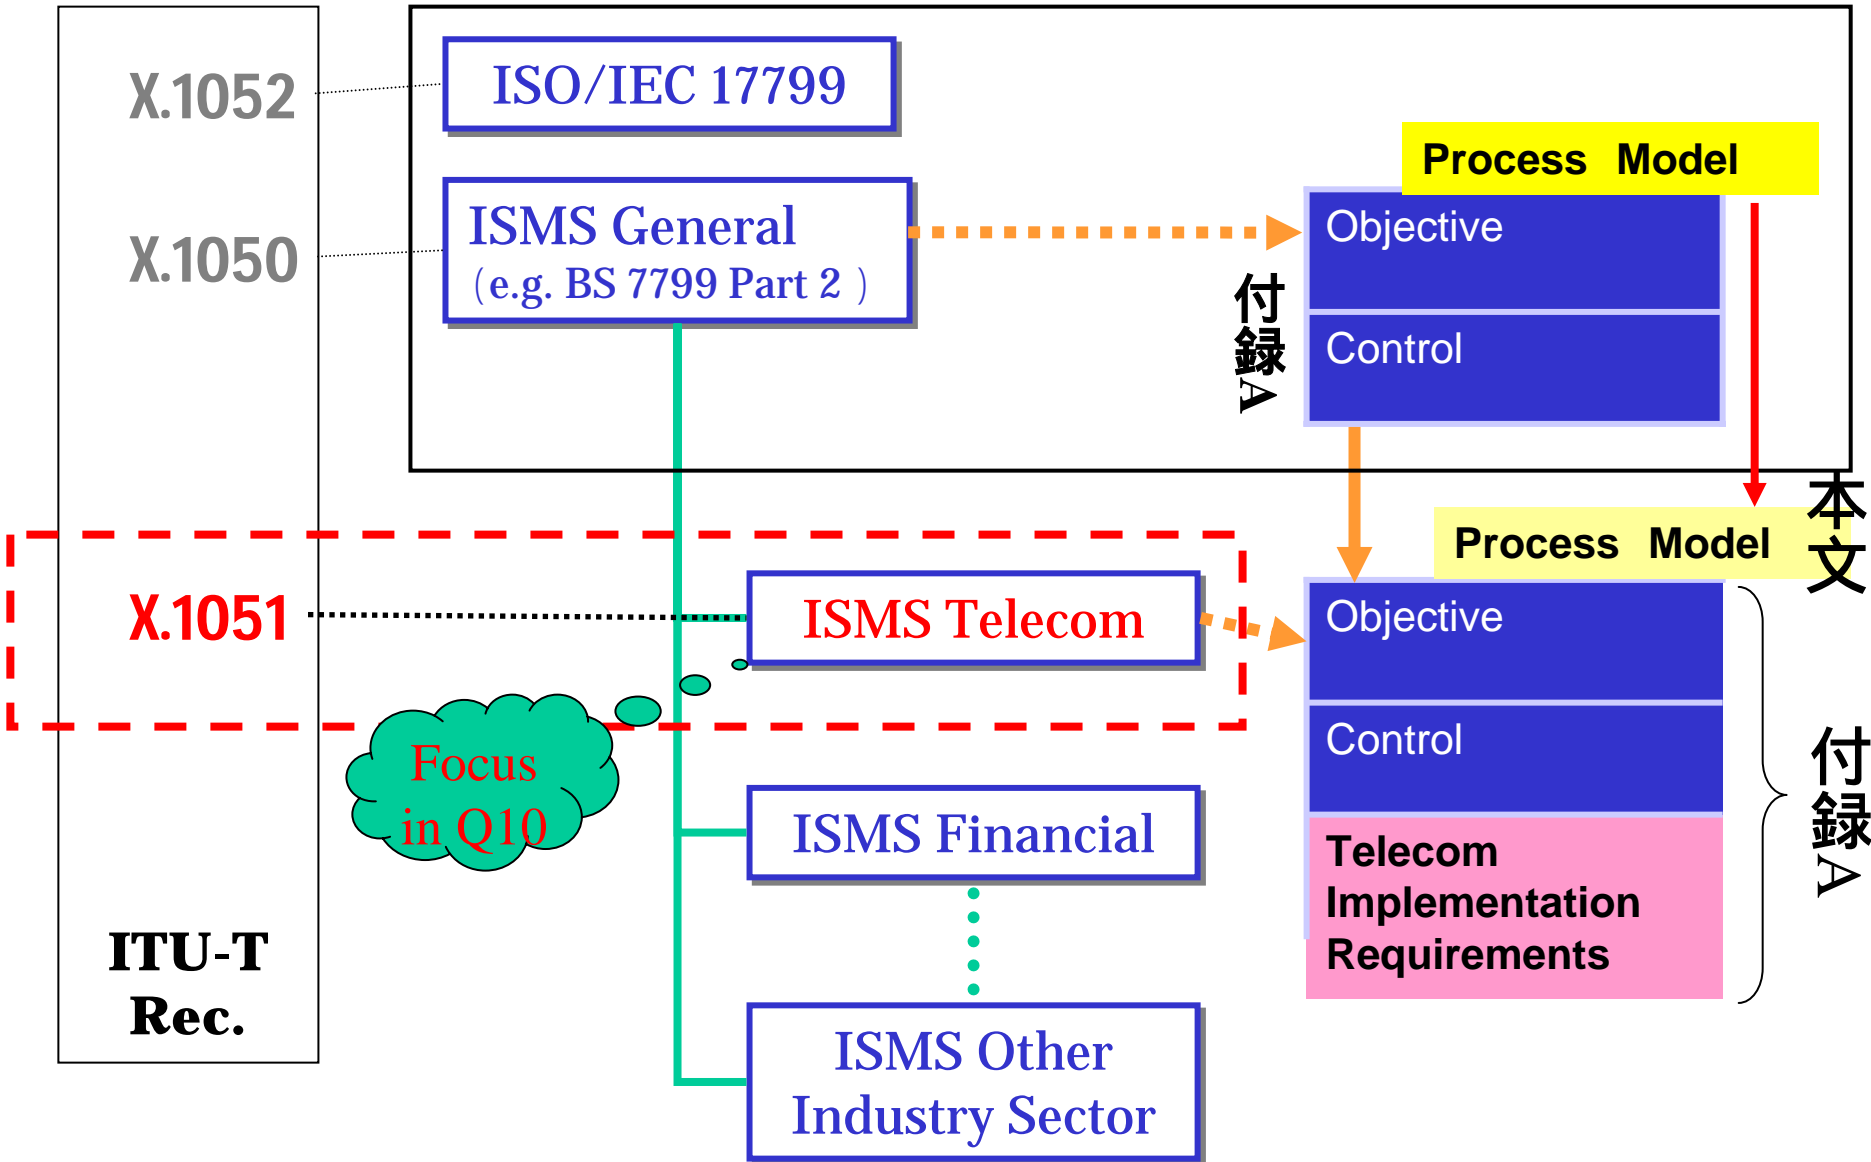 X.1052
ISO/IEC 17799
Process Model
X.1050
ISMS General
(e.g. BS 7799 Part 2 )
Objective
Control
付録A
本文
Process Model
X.1051
ISMS Telecom
Objective
Control
Telecom
Implementation
Requirements
付録A
Focus
in Q10
ISMS Financial
ITU-T
Rec.
ISMS Other
Industry Sector